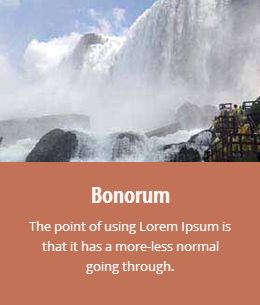 Bonorum
The point of using Lorem Ipsum is
that it has a more-less normal
going through.